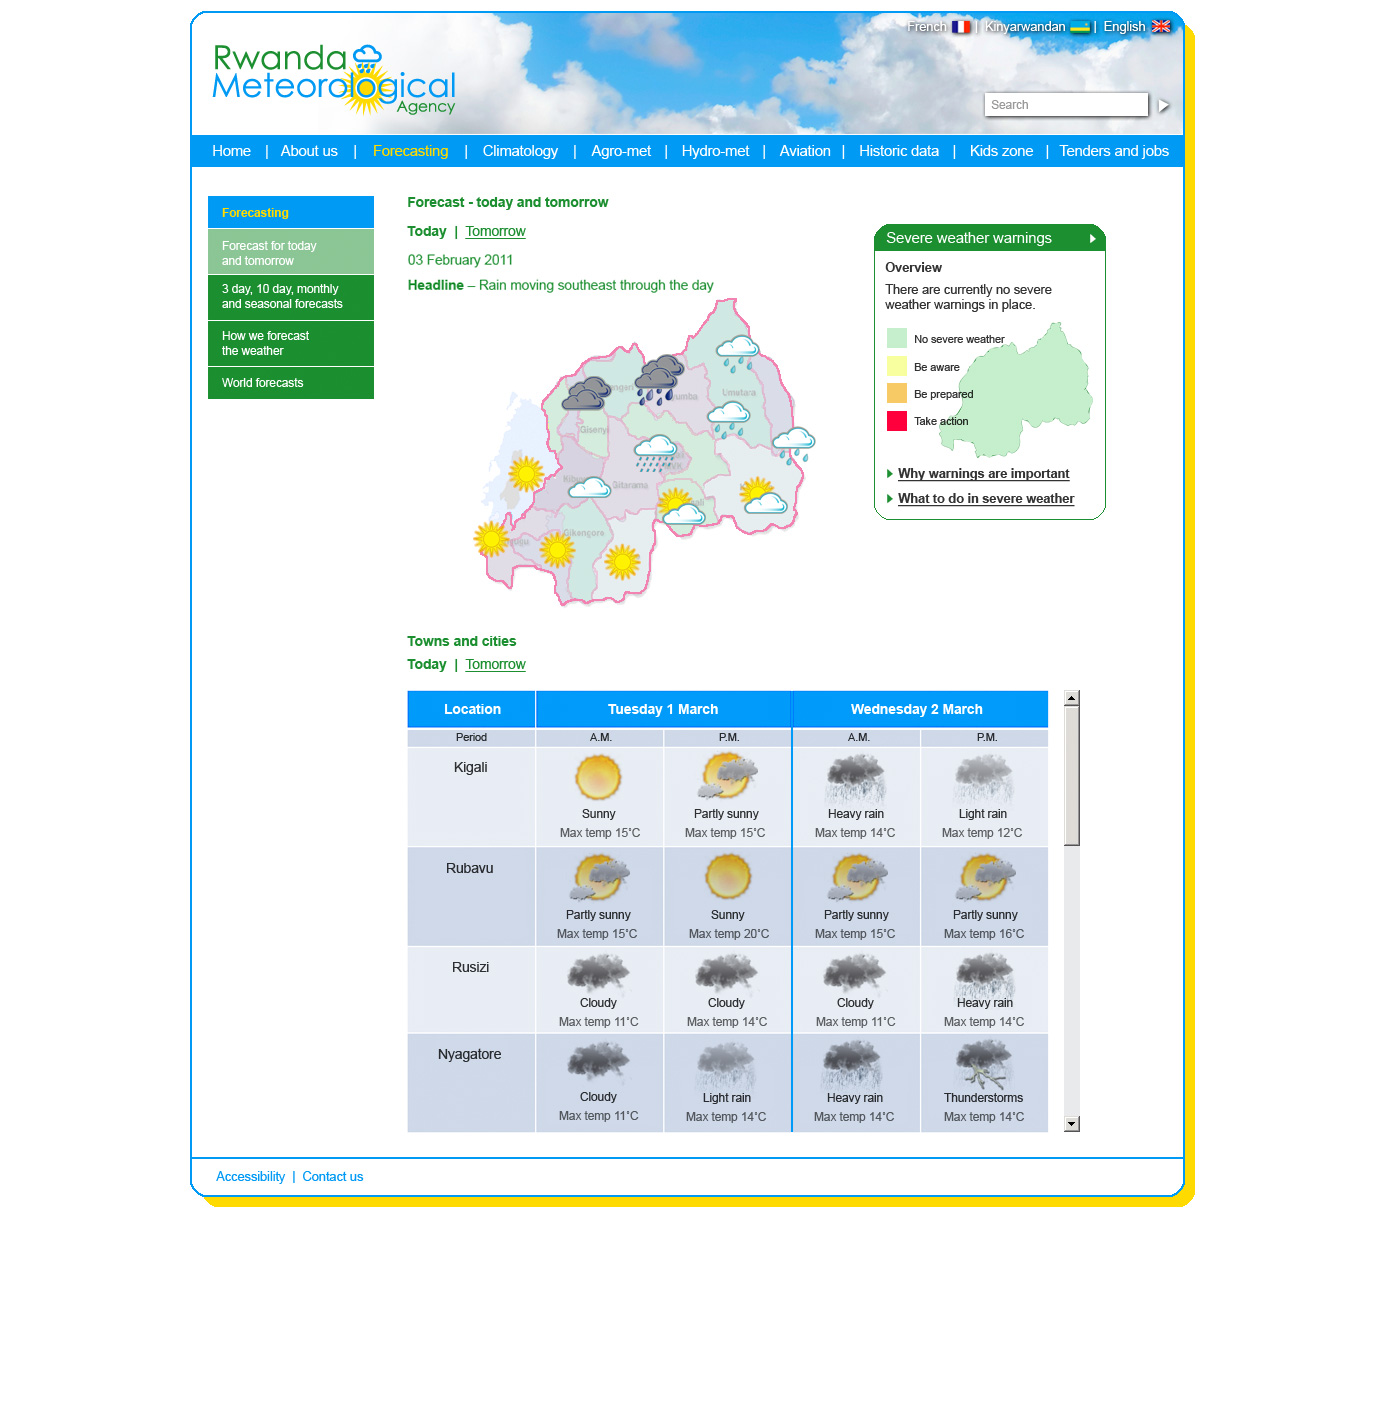 French | Kinyarwandan | English
Rwanda
Meteorological
Agency
Search
Home | About us | Forecasting | Climatology | Agro-met | Hydro-met | Aviation | Historic data | Kids zone | Tenders and jobs
Forecasting
Forecast for today
and tomorrow
3 day, 10 day, monthly
and seasonal forecasts
How we forecast
the weather
World forecasts
Forecast - today and tomorrow
Today | Tomorrow
03 February 2011
Headline – Rain moving southeast through the day
Umutara
Gisenyi
Gitarama
Gikongoro
Severe weather warnings
Overview
There are currently no severe
weather warnings in place.
No severe weather
Be aware
Be prepared
Take action
Why warnings are important
What to do in severe weather
Towns and cities
Today | Tomorrow
Location Tuesday 1 March Wednesday 2 March
Period A.M. P.M. A.M. P.M.
Kigali
Sunny Partly sunny Heavy rain Light rain
Max temp 15°C Max temp 15°C Max temp 14°C Max temp 12°C
Rubavu
Partly sunny Sunny Partly sunny Partly sunny
Max temp 15°C Max temp 20°C Max temp 15°C Max temp 16°C
Rusizi
Cloudy Cloudy Cloudy Heavy rain
Max temp 11°C Max temp 14°C Max temp 11°C Max temp 14°C
Nyagatore
Cloudy Light rain Heavy rain Thunderstorms
Max temp 11°C Max temp 14°C Max temp 14°C Max temp 14°C
Accessibility | Contact us